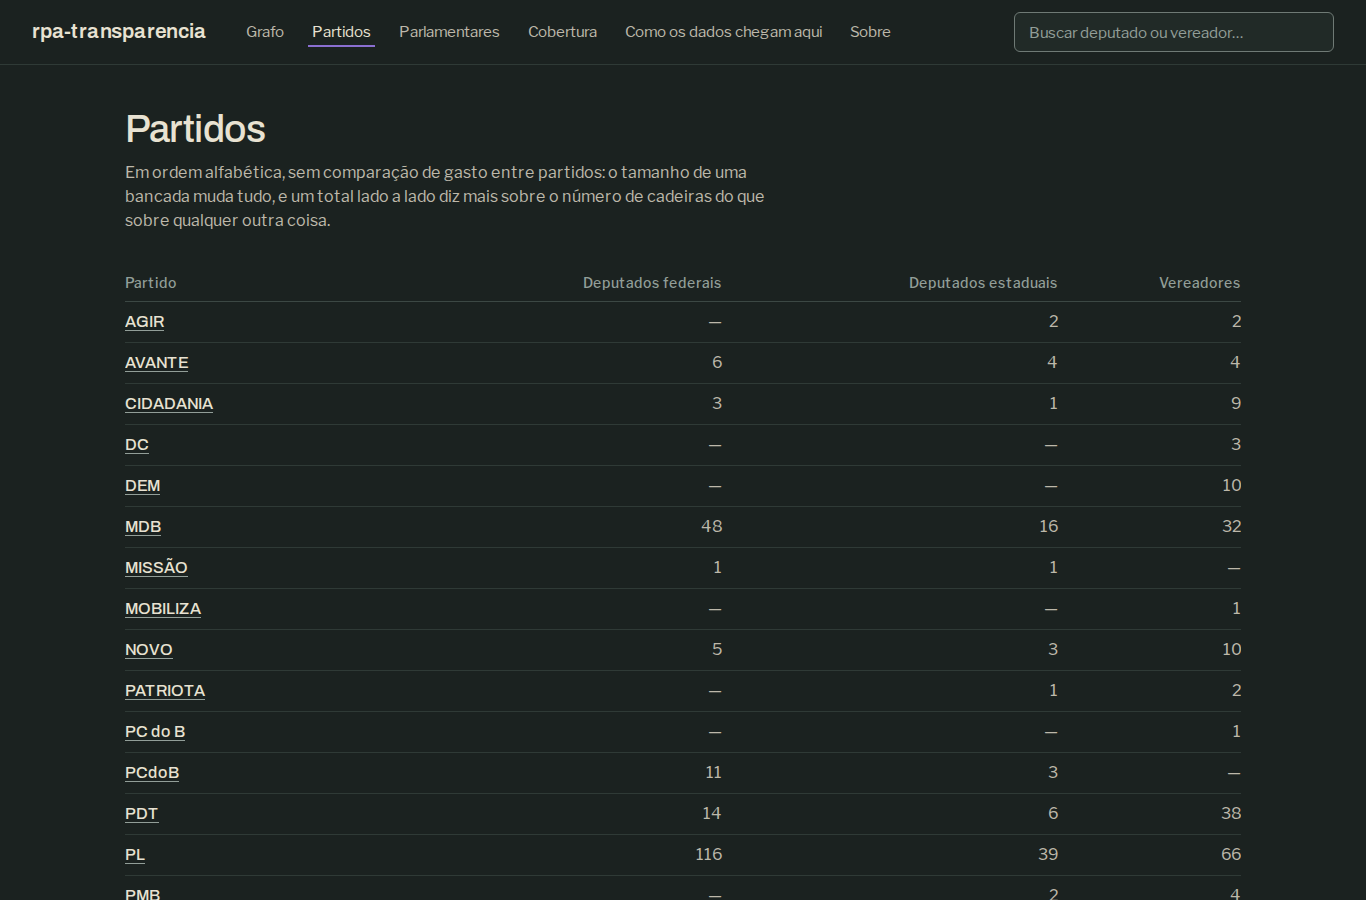 rpa-transparencia Grafo Partidos Parlamentares Cobertura Como os dados chegam aqui Sobre Buscar deputado ou vereador...
Partidos
Em ordem alfabética, sem comparação de gasto entre partidos: o tamanho de uma
bancada muda tudo, e um total lado a lado diz mais sobre o número de cadeiras do que
sobre qualquer outra coisa.
Partido Deputados federais Deputados estaduais Vereadores
AGIR — 2 2
AVANTE 6 4 4
CIDADANIA 3 1 9
DC — — 3
DEM — — 10
MDB 48 16 32
MISSÃO 1 1 —
MOBILIZA — — 1
NOVO 5 3 10
PATRIOTA — 1 2
PC do B — — 1
PCdoB 11 3 —
PDT 14 6 38
PL 116 39 66
PMB — 2 4